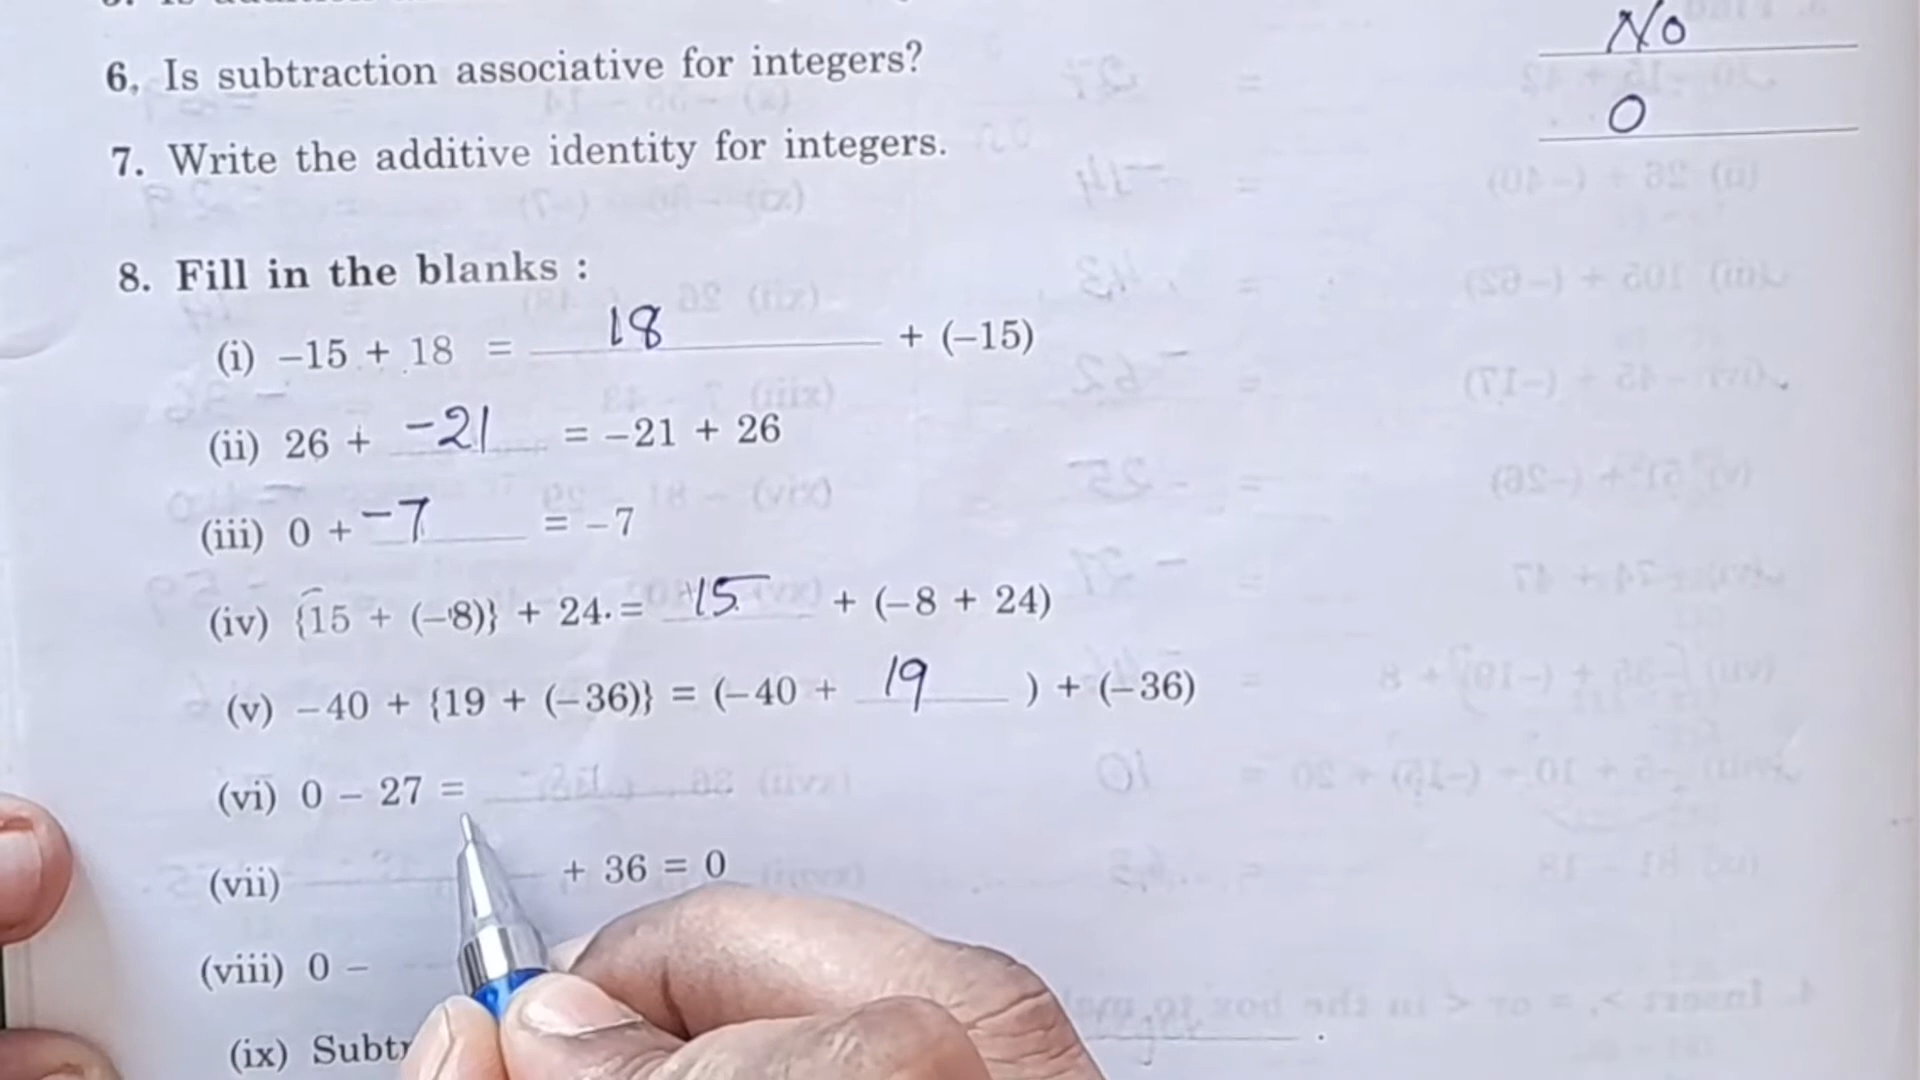 No
6. Is subtraction associative for integers?
0
7. Write the additive identity for integers.
8. Fill in the blanks :
(i) –15 + 18 = 18 + (–15)
(ii) 26 + -21 = –21 + 26
(iii) 0 + -7 = –7
(iv) {15 + (–8)} + 24 = 15 + (–8 + 24)
(v) –40 + {19 + (–36)} = (–40 + 19 ) + (–36)
(vi) 0 – 27 =
(vii) + 36 = 0
(viii) 0 –
(ix)